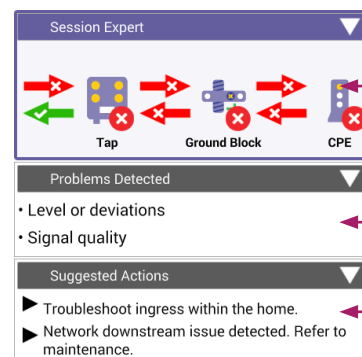 Session Expert
Tap
Ground Block
CPE
Problems Detected
• Level or deviations
• Signal quality
Suggested Actions
Troubleshoot ingress within the home.
Network downstream issue detected. Refer to
maintenance.